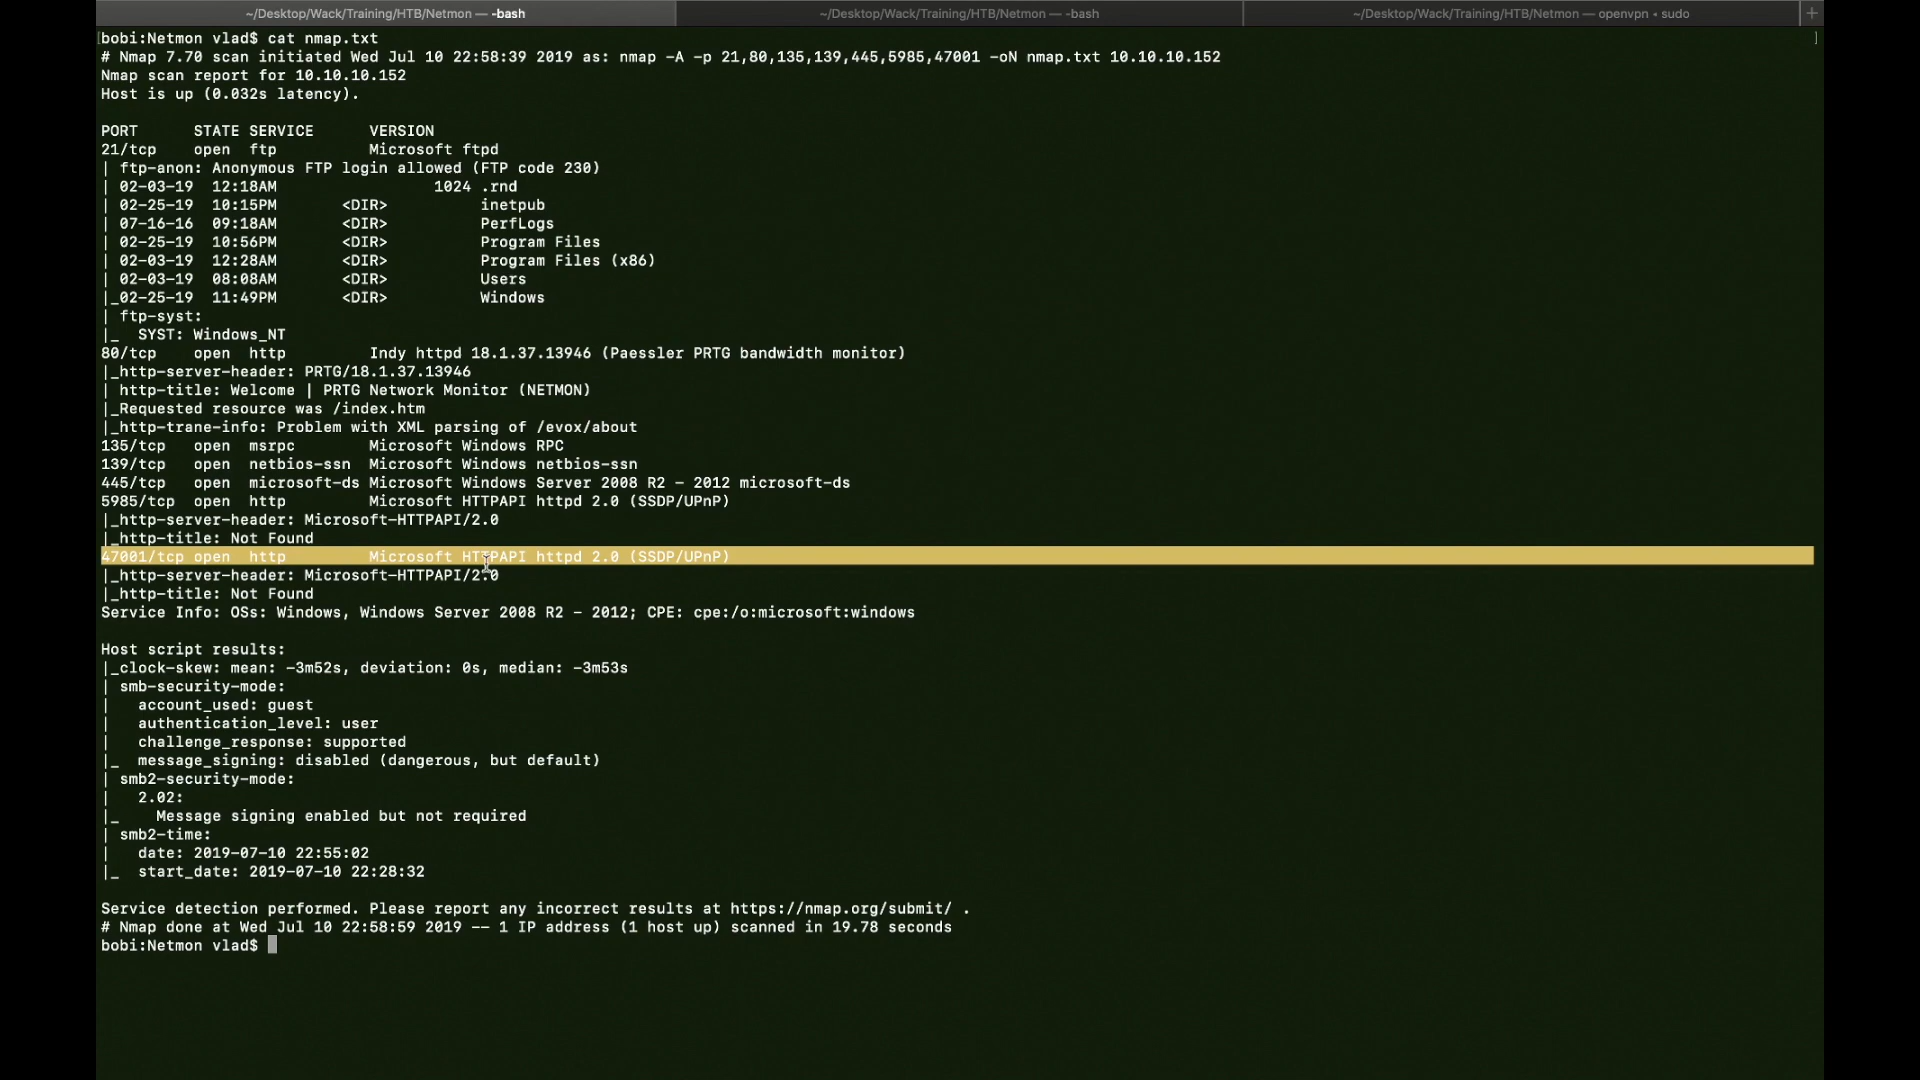 ~/Desktop/Wack/Training/HTB/Netmon — -bash
~/Desktop/Wack/Training/HTB/Netmon — -bash
~/Desktop/Wack/Training/HTB/Netmon — openvpn • sudo
+
[bobi:Netmon vlad$ cat nmap.txt ]
# Nmap 7.70 scan initiated Wed Jul 10 22:58:39 2019 as: nmap -A -p 21,80,135,139,445,5985,47001 -oN nmap.txt 10.10.10.152
Nmap scan report for 10.10.10.152
Host is up (0.032s latency).
PORT      STATE SERVICE      VERSION
21/tcp    open  ftp          Microsoft ftpd
| ftp-anon: Anonymous FTP login allowed (FTP code 230)
| 02-03-19  12:18AM                 1024 .rnd
| 02-25-19  10:15PM       <DIR>          inetpub
| 07-16-16  09:18AM       <DIR>          PerfLogs
| 02-25-19  10:56PM       <DIR>          Program Files
| 02-03-19  12:28AM       <DIR>          Program Files (x86)
| 02-03-19  08:08AM       <DIR>          Users
|_02-25-19  11:49PM       <DIR>          Windows
| ftp-syst:
|_  SYST: Windows_NT
80/tcp    open  http         Indy httpd 18.1.37.13946 (Paessler PRTG bandwidth monitor)
|_http-server-header: PRTG/18.1.37.13946
| http-title: Welcome | PRTG Network Monitor (NETMON)
|_Requested resource was /index.htm
|_http-trane-info: Problem with XML parsing of /evox/about
135/tcp   open  msrpc        Microsoft Windows RPC
139/tcp   open  netbios-ssn  Microsoft Windows netbios-ssn
445/tcp   open  microsoft-ds Microsoft Windows Server 2008 R2 - 2012 microsoft-ds
5985/tcp  open  http         Microsoft HTTPAPI httpd 2.0 (SSDP/UPnP)
|_http-server-header: Microsoft-HTTPAPI/2.0
|_http-title: Not Found
47001/tcp open  http         Microsoft HTTPAPI httpd 2.0 (SSDP/UPnP)
|_http-server-header: Microsoft-HTTPAPI/2.0
|_http-title: Not Found
Service Info: OSs: Windows, Windows Server 2008 R2 - 2012; CPE: cpe:/o:microsoft:windows
Host script results:
|_clock-skew: mean: -3m52s, deviation: 0s, median: -3m53s
| smb-security-mode:
|   account_used: guest
|   authentication_level: user
|   challenge_response: supported
|_  message_signing: disabled (dangerous, but default)
| smb2-security-mode:
|   2.02:
|_    Message signing enabled but not required
| smb2-time:
|   date: 2019-07-10 22:55:02
|_  start_date: 2019-07-10 22:28:32
Service detection performed. Please report any incorrect results at https://nmap.org/submit/ .
# Nmap done at Wed Jul 10 22:58:59 2019 -- 1 IP address (1 host up) scanned in 19.78 seconds
bobi:Netmon vlad$